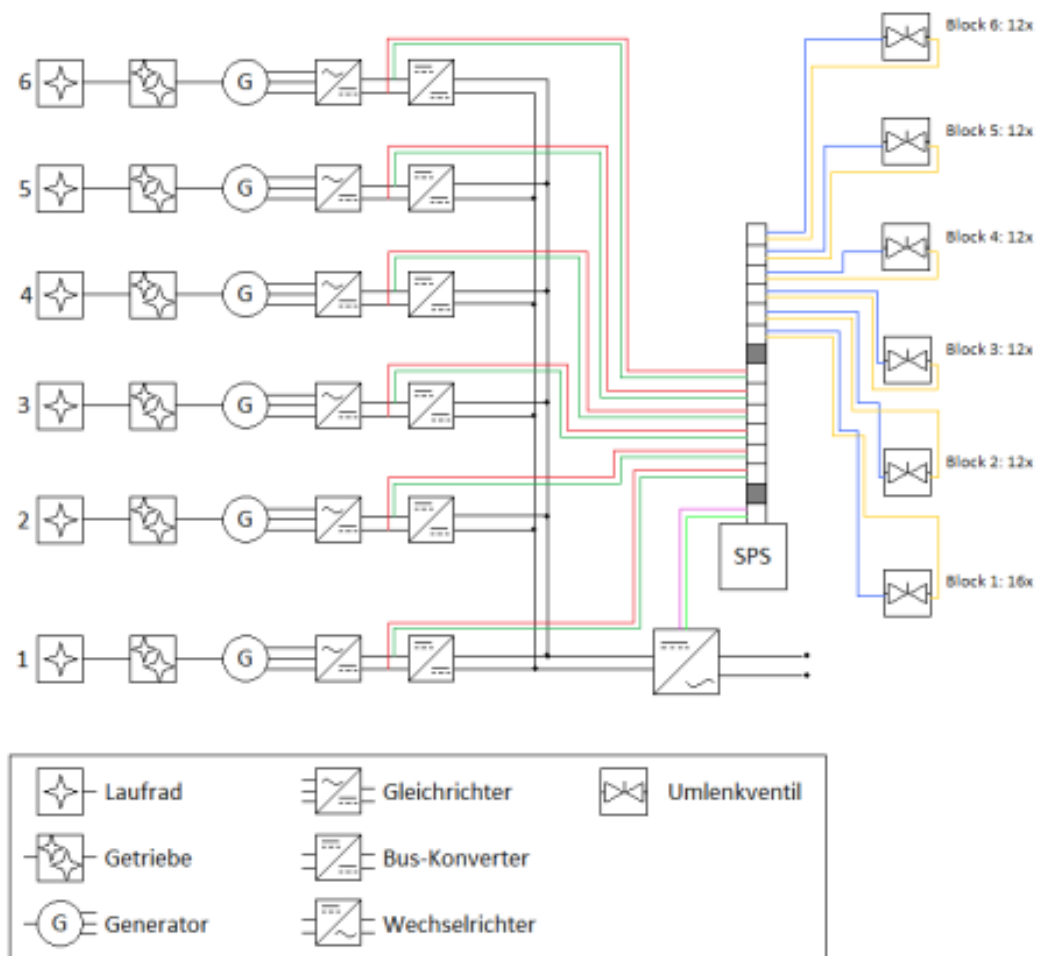 Block 6: 12x
6
G
Block 5: 12x
5
G
Block 4: 12x
4
G
Block 3: 12x
3
G
Block 2: 12x
2
G
SPS
Block 1: 16x
1
G
Laufrad
Gleichrichter
Umlenkventil
Getriebe
Bus-Konverter
G
Generator
Wechselrichter